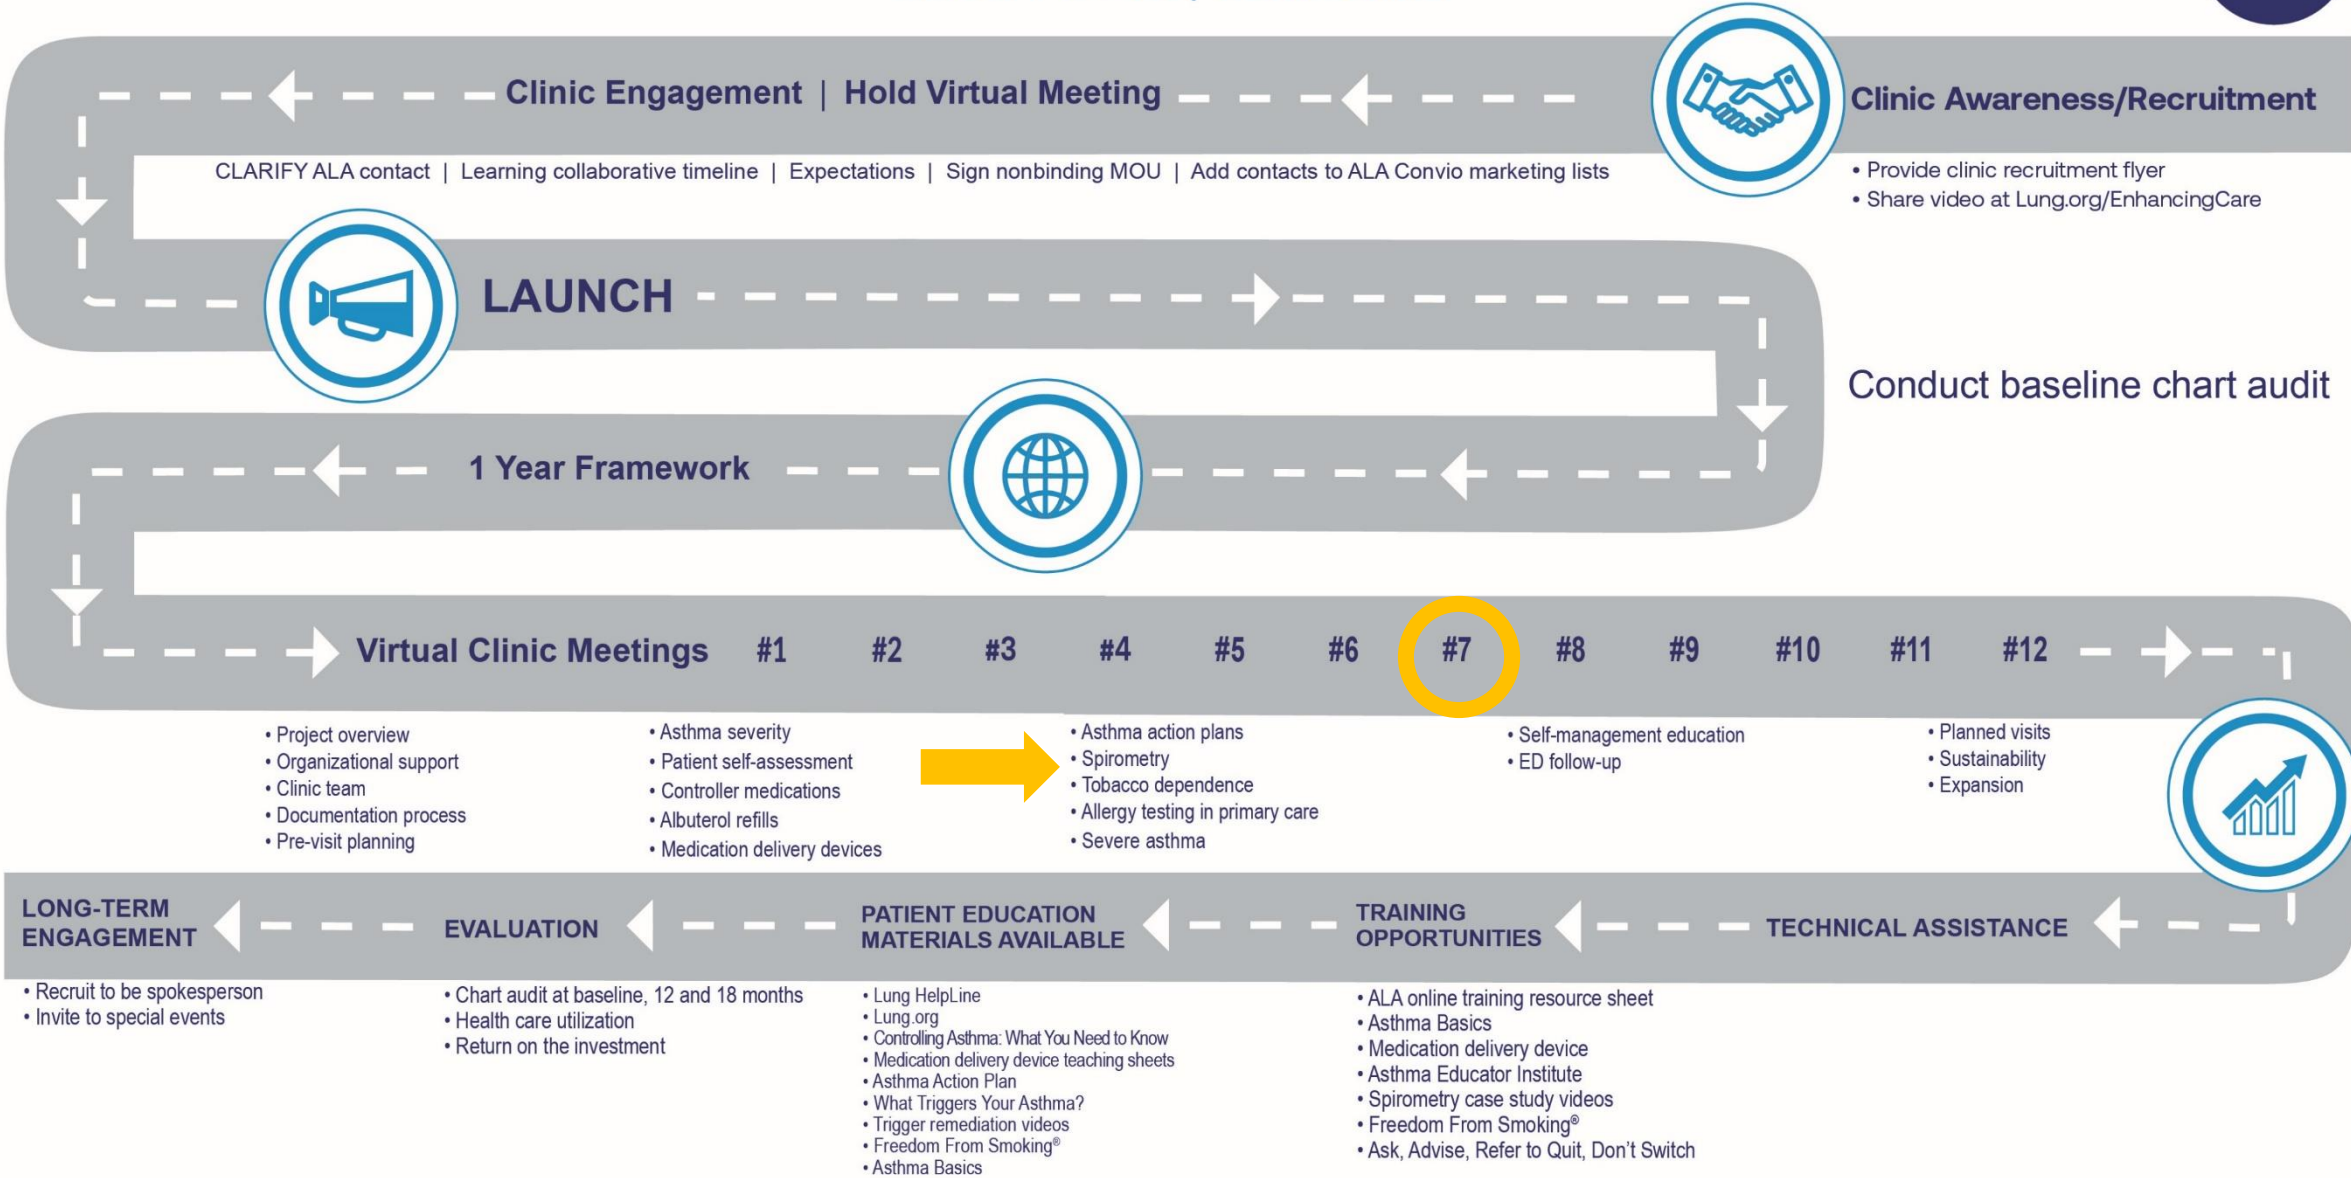 Clinic Engagement | Hold Virtual Meeting
Clinic Awareness/Recruitment
CLARIFY ALA contact | Learning collaborative timeline | Expectations | Sign nonbinding MOU | Add contacts to ALA Convio marketing lists
• Provide clinic recruitment flyer
• Share video at Lung.org/EnhancingCare
LAUNCH
Conduct baseline chart audit
1 Year Framework
Virtual Clinic Meetings #1 #2 #3 #4 #5 #6 #7 #8 #9 #10 #11 #12
• Project overview
• Organizational support
• Clinic team
• Documentation process
• Pre-visit planning
• Asthma severity
• Patient self-assessment
• Controller medications
• Albuterol refills
• Medication delivery devices
• Asthma action plans
• Spirometry
• Tobacco dependence
• Allergy testing in primary care
• Severe asthma
• Self-management education
• ED follow-up
• Planned visits
• Sustainability
• Expansion
LONG-TERM
ENGAGEMENT
EVALUATION
PATIENT EDUCATION
MATERIALS AVAILABLE
TRAINING
OPPORTUNITIES
TECHNICAL ASSISTANCE
• Recruit to be spokesperson
• Invite to special events
• Chart audit at baseline, 12 and 18 months
• Health care utilization
• Return on the investment
• Lung HelpLine
• Lung.org
• Controlling Asthma: What You Need to Know
• Medication delivery device teaching sheets
• Asthma Action Plan
• What Triggers Your Asthma?
• Trigger remediation videos
• Freedom From Smoking®
• Asthma Basics
• ALA online training resource sheet
• Asthma Basics
• Medication delivery device
• Asthma Educator Institute
• Spirometry case study videos
• Freedom From Smoking®
• Ask, Advise, Refer to Quit, Don't Switch